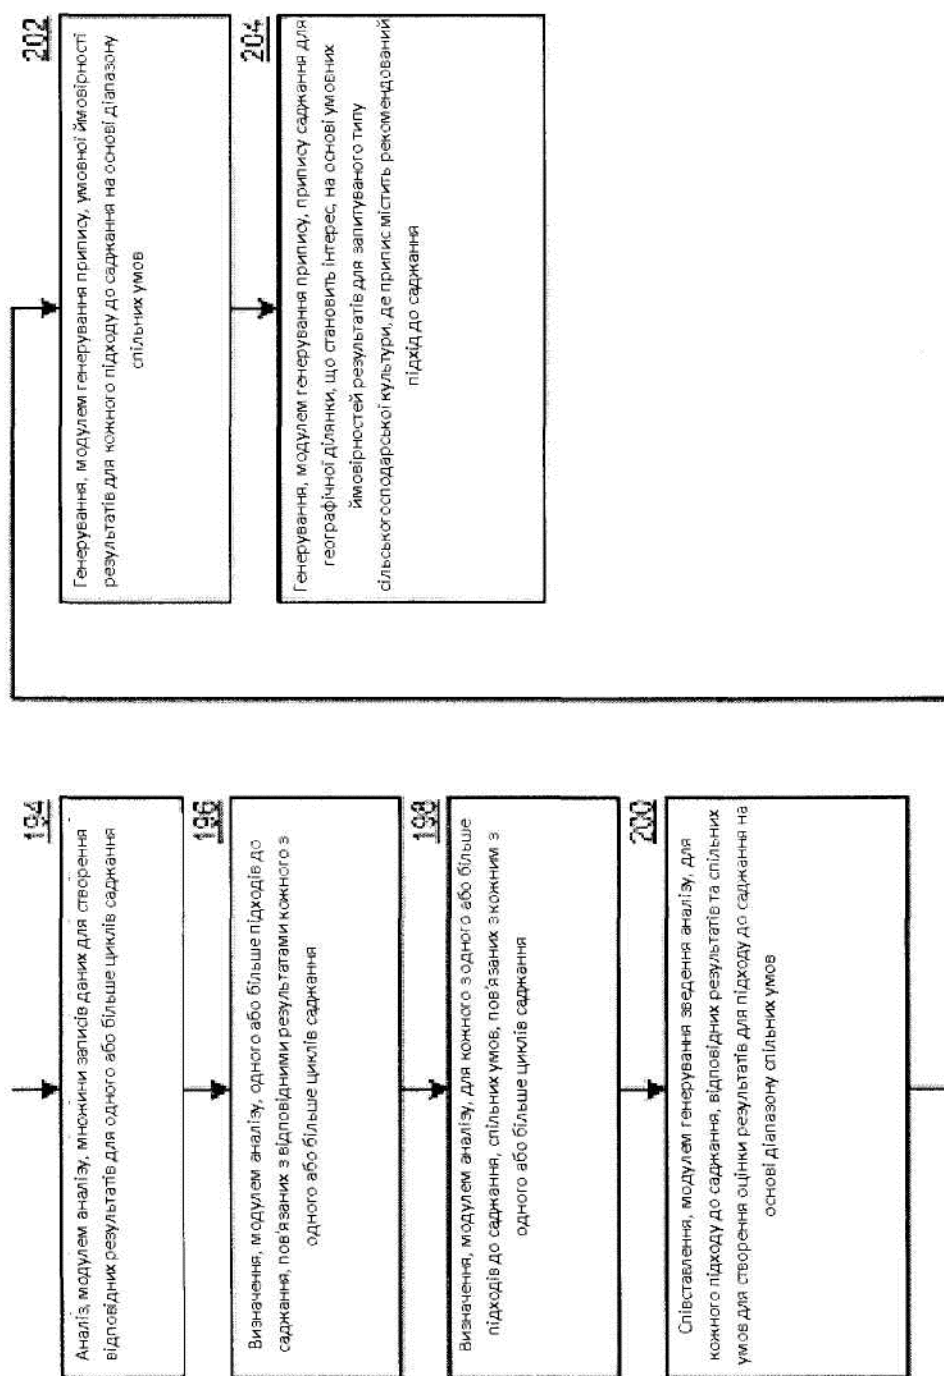 194
Аналіз, модулем аналізу, множини записів даних для створення
відповідних результатів для одного або більше циклів саджання
196
Визначення, модулем аналізу, одного або більше підходів до
саджання, пов'язаних з відповідними результатами кожного з
одного або більше циклів саджання
198
Визначення, модулем аналізу, для кожного з одного або більше
підходів до саджання, спільних умов, пов'язаних з кожним з
одного або більше циклів саджання
200
Співставлення, модулем генерування зведення аналізу, для
кожного підходу до саджання, відповідних результатів та спільних
умов для створення оцінки результатів для підходу до саджання на
основі діапазону спільних умов
202
Генерування, модулем генерування припису, умовної ймовірності
результатів для кожного підходу до саджання на основі діапазону
спільних умов
204
Генерування, модулем генерування припису, припису саджання для
географічної ділянки, що становить інтерес, на основі умовних
ймовірностей результатів для запитуваного типу
сільськогосподарської культури, де припис містить рекомендований
підхід до саджання